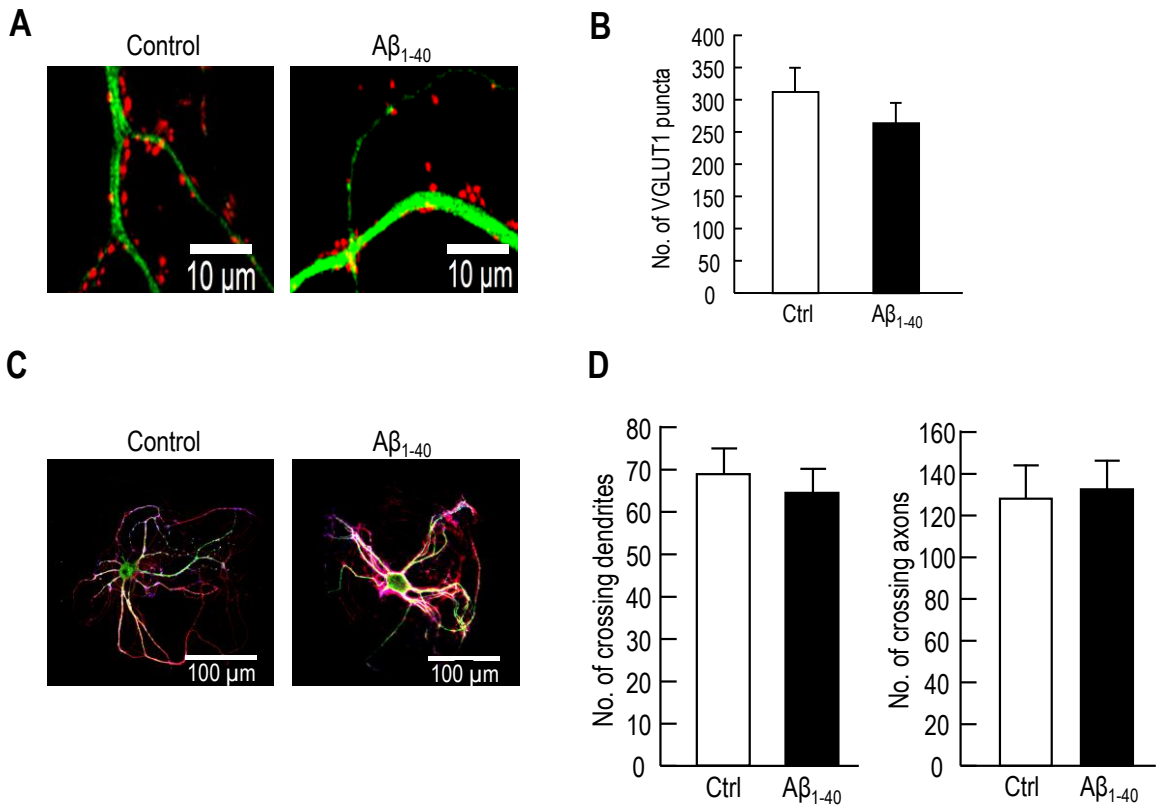 A
Control
Aβ1-40
10 µm
10 µm
B
No. of VGLUT1 puncta
400
350
300
250
200
150
100
50
0
Ctrl
Aβ1-40
C
Control
Aβ1-40
100 µm
100 µm
D
No. of crossing dendrites
80
70
60
50
40
30
20
10
0
Ctrl
Aβ1-40
No. of crossing axons
160
140
120
100
80
60
40
20
0
Ctrl
Aβ1-40